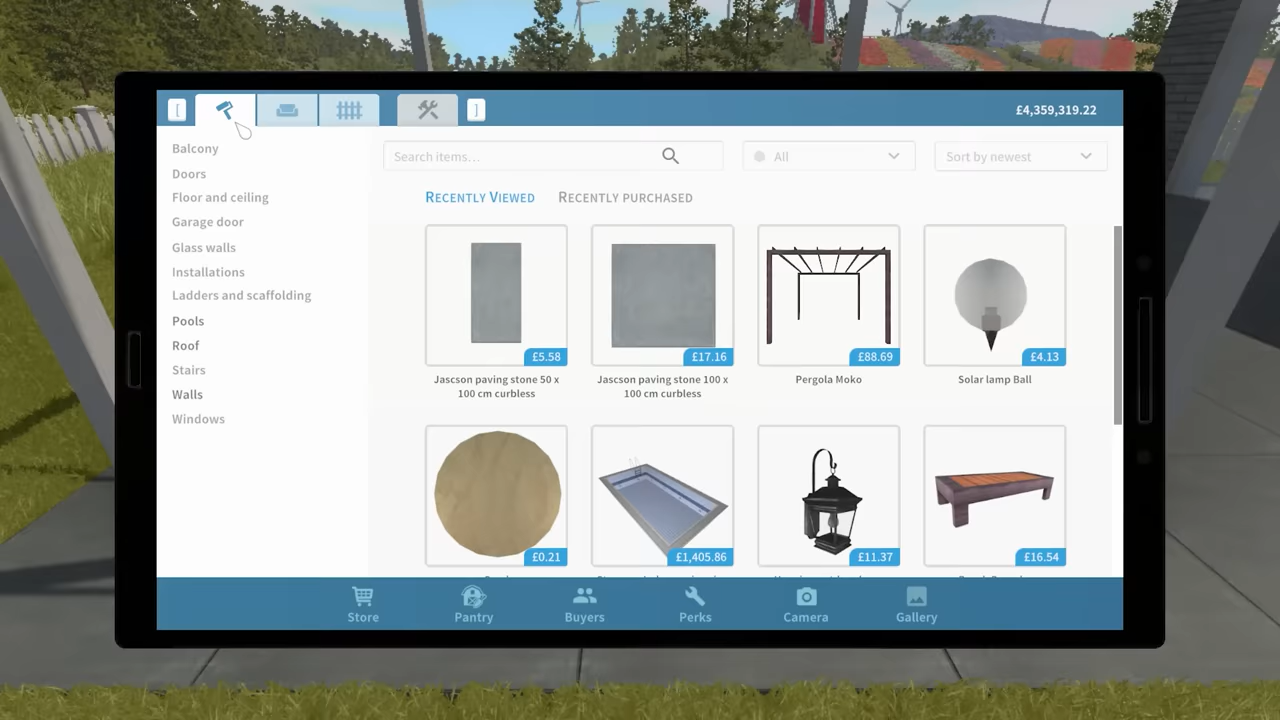 [
]
£4,359,319.22
Balcony
Doors
Floor and ceiling
Garage door
Glass walls
Installations
Ladders and scaffolding
Pools
Roof
Stairs
Walls
Windows
Search items...
All
Sort by newest
RECENTLY VIEWED
RECENTLY PURCHASED
£5.58
£17.16
£88.69
£4.13
Jascson paving stone 50 x
100 cm curbless
Jascson paving stone 100 x
100 cm curbless
Pergola Moko
Solar lamp Ball
£0.21
£1,405.86
£11.37
£16.54
Store
Pantry
Buyers
Perks
Camera
Gallery